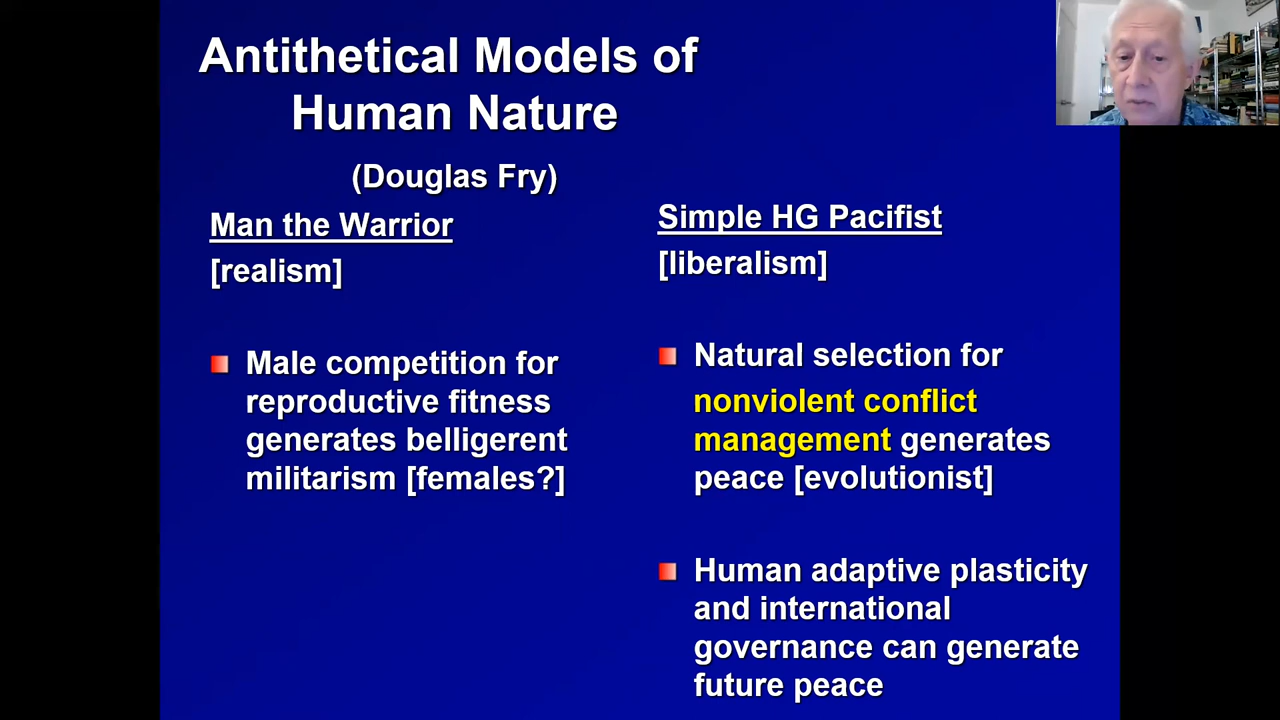 Antithetical Models of
Human Nature
(Douglas Fry)
Man the Warrior
[realism]
Male competition for
reproductive fitness
generates belligerent
militarism [females?]
Simple HG Pacifist
[liberalism]
Natural selection for
nonviolent conflict
management generates
peace [evolutionist]
Human adaptive plasticity
and international
governance can generate
future peace